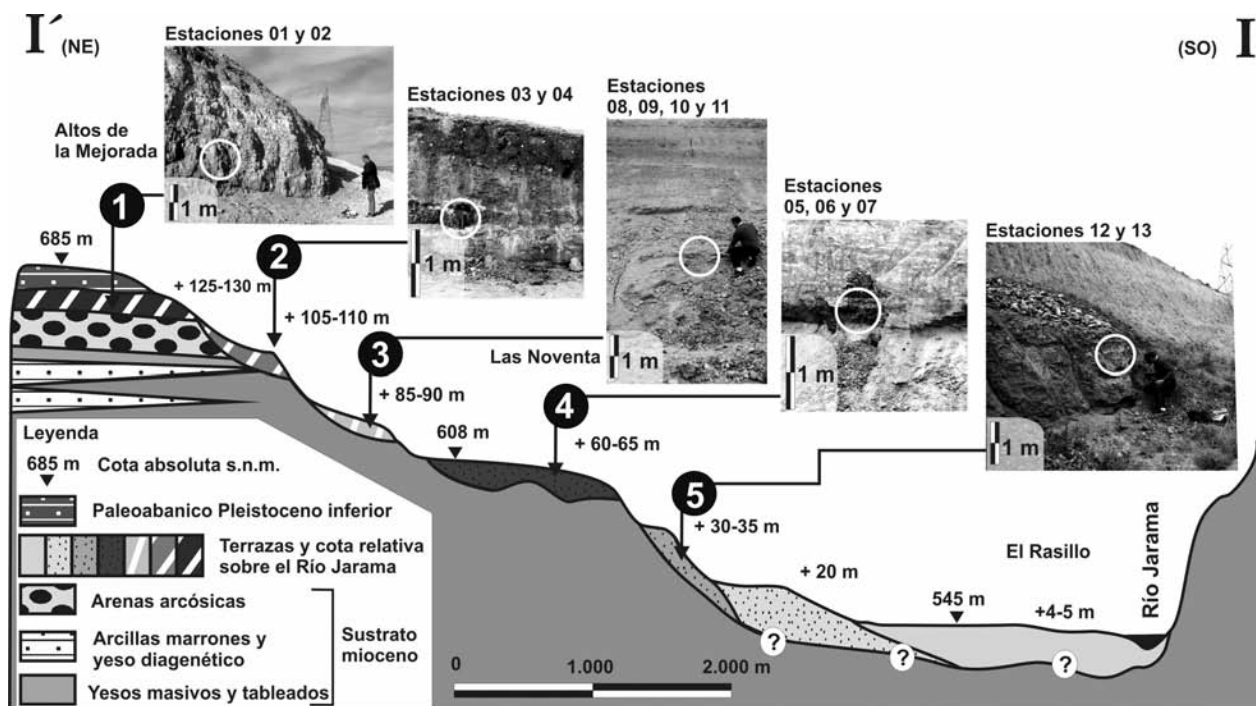 I´ (NE)
(SO) I
Estaciones 01 y 02
Estaciones 03 y 04
Estaciones
08, 09, 10 y 11
Estaciones
05, 06 y 07
Estaciones 12 y 13
Altos de
la Mejorada
1 m
1 m
1 m
1 m
1 m
1
2
3
4
5
685 m
+ 125-130 m
+ 105-110 m
+ 85-90 m
Las Noventa
608 m
+ 60-65 m
+ 30-35 m
+ 20 m
El Rasillo
545 m
+4-5 m
Río Jarama
?
?
?
Leyenda
685 m Cota absoluta s.n.m.
Paleoabanico Pleistoceno inferior
Terrazas y cota relativa
sobre el Río Jarama
Arenas arcósicas
Arcillas marrones y
yeso diagenético
Yesos masivos y tableados
Sustrato
mioceno
0 1.000 2.000 m